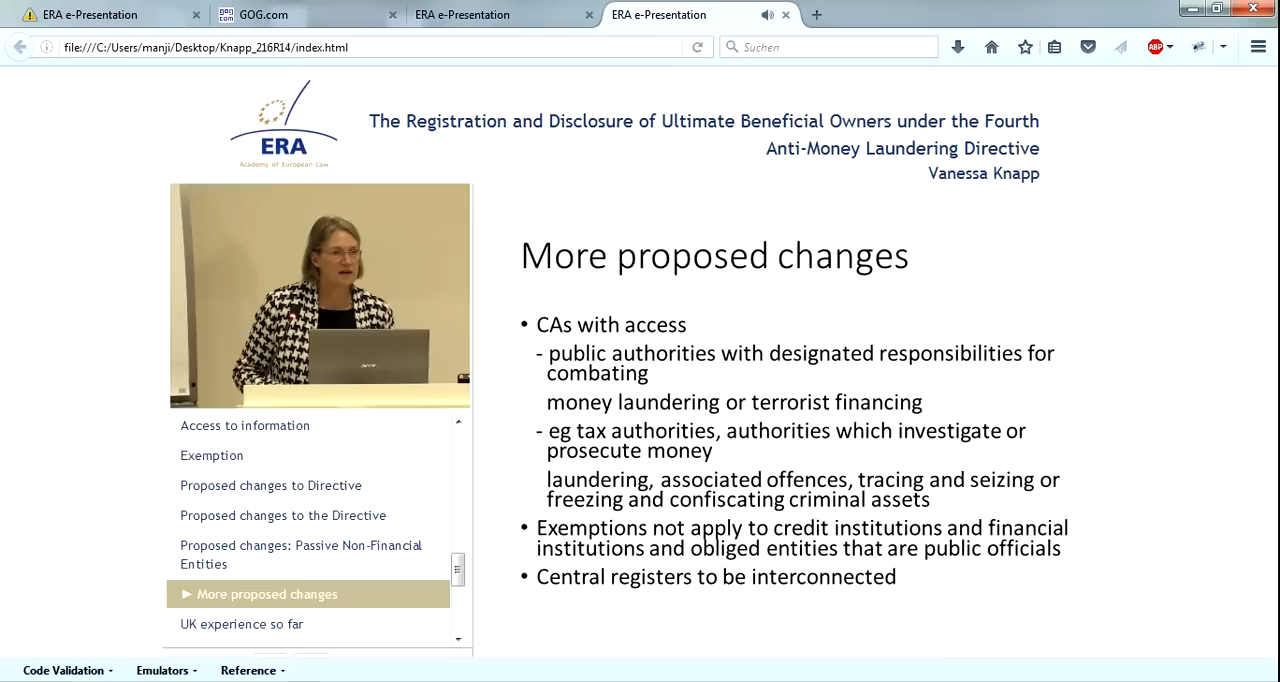 ERA e-Presentation
GOG.com
ERA e-Presentation
ERA e-Presentation
file:///C:/Users/manji/Desktop/Knapp_216R14/index.html
Suchen
ABP
ERA
Academy of European Law
The Registration and Disclosure of Ultimate Beneficial Owners under the Fourth
Anti-Money Laundering Directive
Vanessa Knapp
acer
More proposed changes
• CAs with access
- public authorities with designated responsibilities for
combating
money laundering or terrorist financing
- eg tax authorities, authorities which investigate or
prosecute money
laundering, associated offences, tracing and seizing or
freezing and confiscating criminal assets
• Exemptions not apply to credit institutions and financial
institutions and obliged entities that are public officials
• Central registers to be interconnected
Access to information
Exemption
Proposed changes to Directive
Proposed changes to the Directive
Proposed changes: Passive Non-Financial
Entities
► More proposed changes
UK experience so far
Code Validation
Emulators
Reference